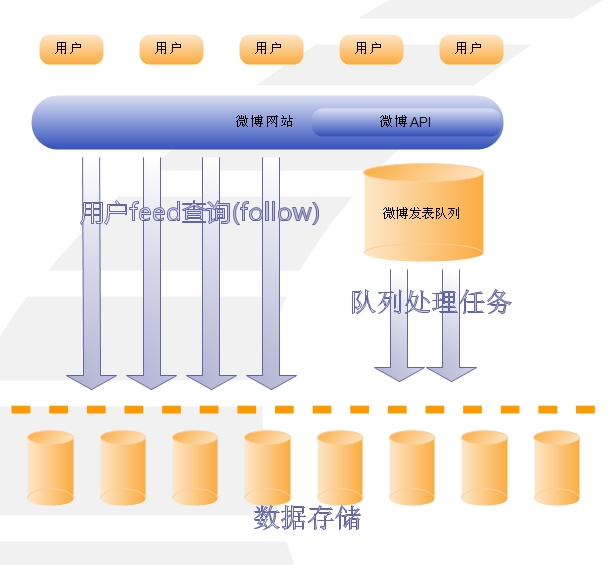 用户 用户 用户 用户 用户
微博网站 微博API
微博发表队列
用户feed查询(follow)
队列处理任务
数据存储